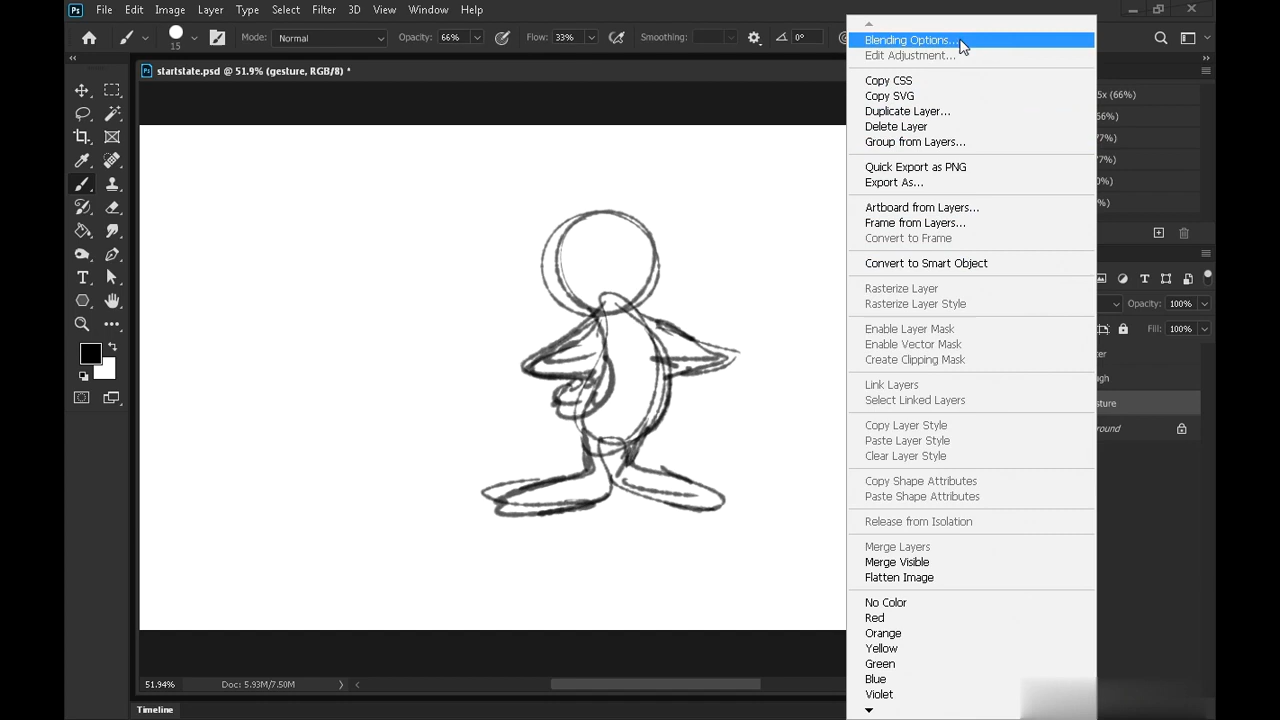 Ps File Edit Image Layer Type Select Filter 3D View Window Help
15 Mode: Normal Opacity: 66% Flow: 33% Smoothing: 0°
Ps startstate.psd @ 51.9% (gesture, RGB/8) *
Blending Options...
Edit Adjustment...
Copy CSS
Copy SVG
Duplicate Layer...
Delete Layer
Group from Layers...
Quick Export as PNG
Export As...
Artboard from Layers...
Frame from Layers...
Convert to Frame
Convert to Smart Object
Rasterize Layer
Rasterize Layer Style
Enable Layer Mask
Enable Vector Mask
Create Clipping Mask
Link Layers
Select Linked Layers
Copy Layer Style
Paste Layer Style
Clear Layer Style
Copy Shape Attributes
Paste Shape Attributes
Release from Isolation
Merge Layers
Merge Visible
Flatten Image
No Color
Red
Orange
Yellow
Green
Blue
Violet
(66%)
Opacity: 100%
Fill: 100%
51.94% Doc: 5.93M/7.50M
Timeline